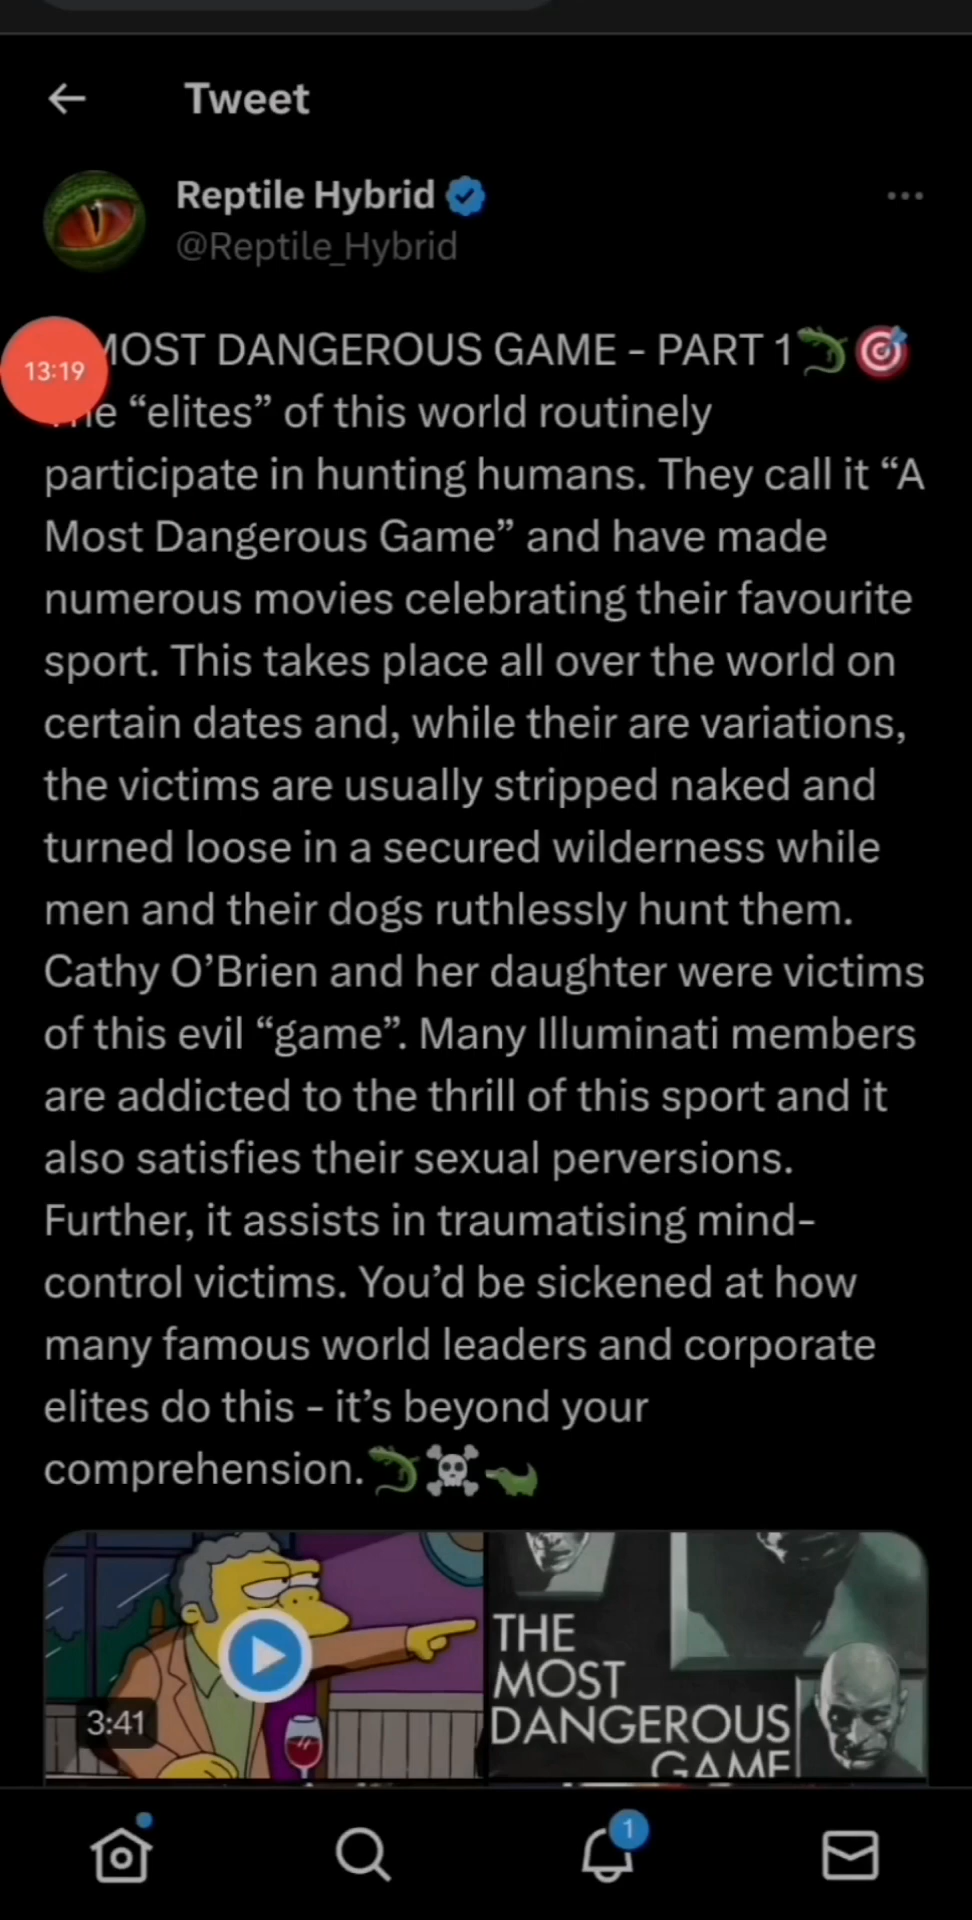 Tweet
Reptile Hybrid
@Reptile_Hybrid
13:19
MOST DANGEROUS GAME - PART 1
"elites" of this world routinely
participate in hunting humans. They call it "A
Most Dangerous Game" and have made
numerous movies celebrating their favourite
sport. This takes place all over the world on
certain dates and, while their are variations,
the victims are usually stripped naked and
turned loose in a secured wilderness while
men and their dogs ruthlessly hunt them.
Cathy O'Brien and her daughter were victims
of this evil "game". Many Illuminati members
are addicted to the thrill of this sport and it
also satisfies their sexual perversions.
Further, it assists in traumatising mind-
control victims. You'd be sickened at how
many famous world leaders and corporate
elites do this - it's beyond your
comprehension.
3:41
THE
MOST
DANGEROUS
GAME
1